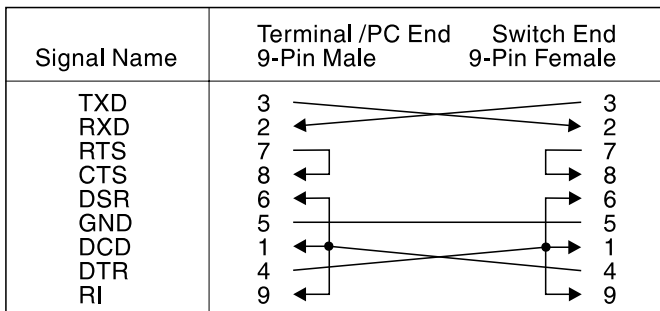 Terminal /PC End Switch End
Signal Name 9-Pin Male 9-Pin Female
TXD 3 3
RXD 2 2
RTS 7 7
CTS 8 8
DSR 6 6
GND 5 5
DCD 1 1
DTR 4 4
RI 9 9